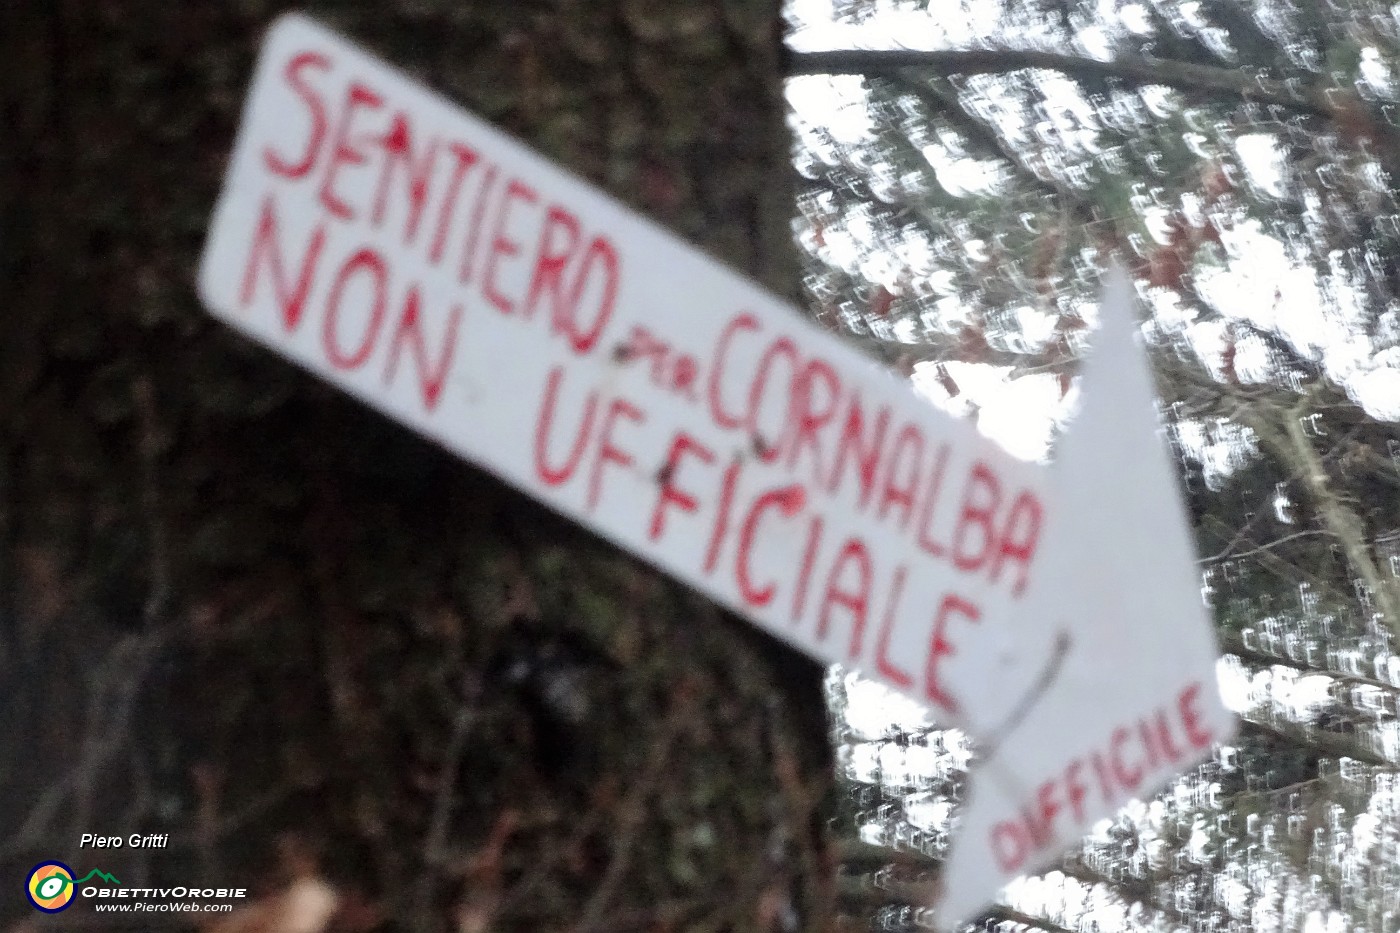 SENTIERO PER CORNALBA
NON UFFICIALE
DIFFICILE
Piero Gritti
OBIETTIVOROBIE
www.PieroWeb.com